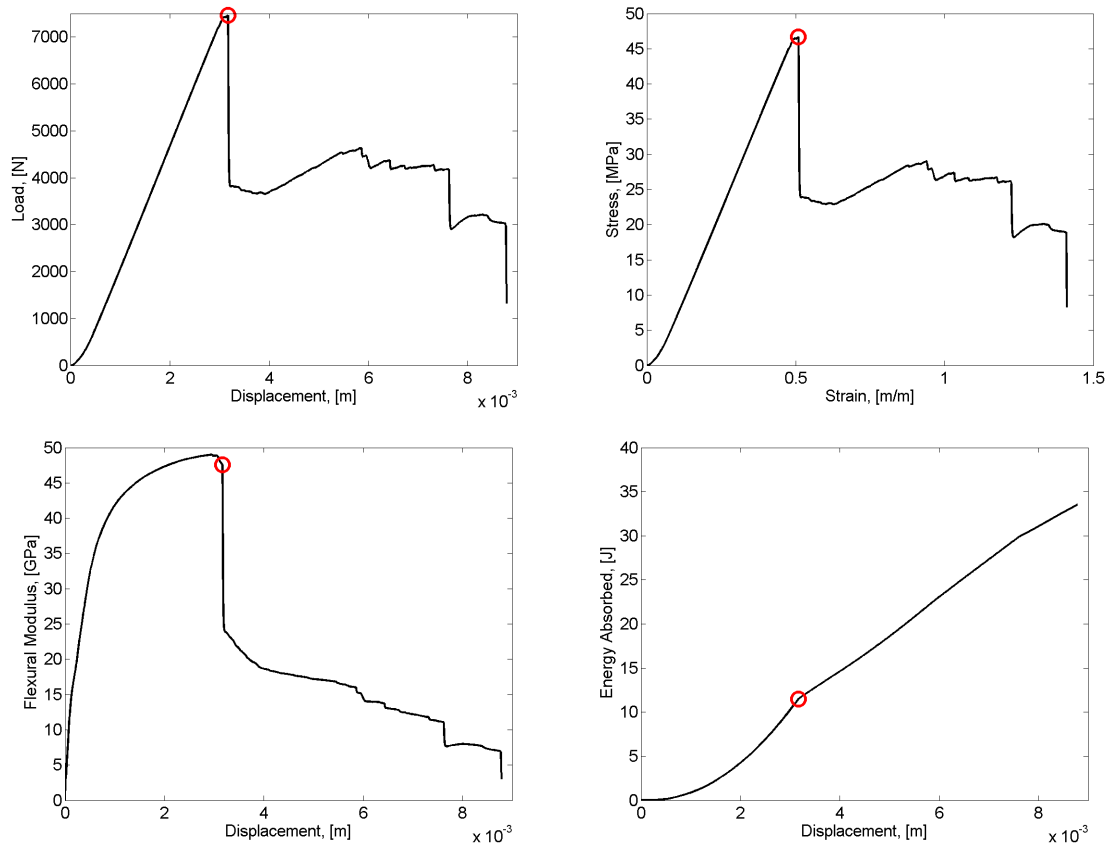 Load, [N]
7000
6000
5000
4000
3000
2000
1000
0
0 2 4 6 8
Displacement, [m]
x 10⁻³
Stress, [MPa]
50
45
40
35
30
25
20
15
10
5
0
0 0.5 1 1.5
Strain, [m/m]
Flexural Modulus, [GPa]
50
45
40
35
30
25
20
15
10
5
0
0 2 4 6 8
Displacement, [m]
x 10⁻³
Energy Absorbed, [J]
40
35
30
25
20
15
10
5
0
0 2 4 6 8
Displacement, [m]
x 10⁻³